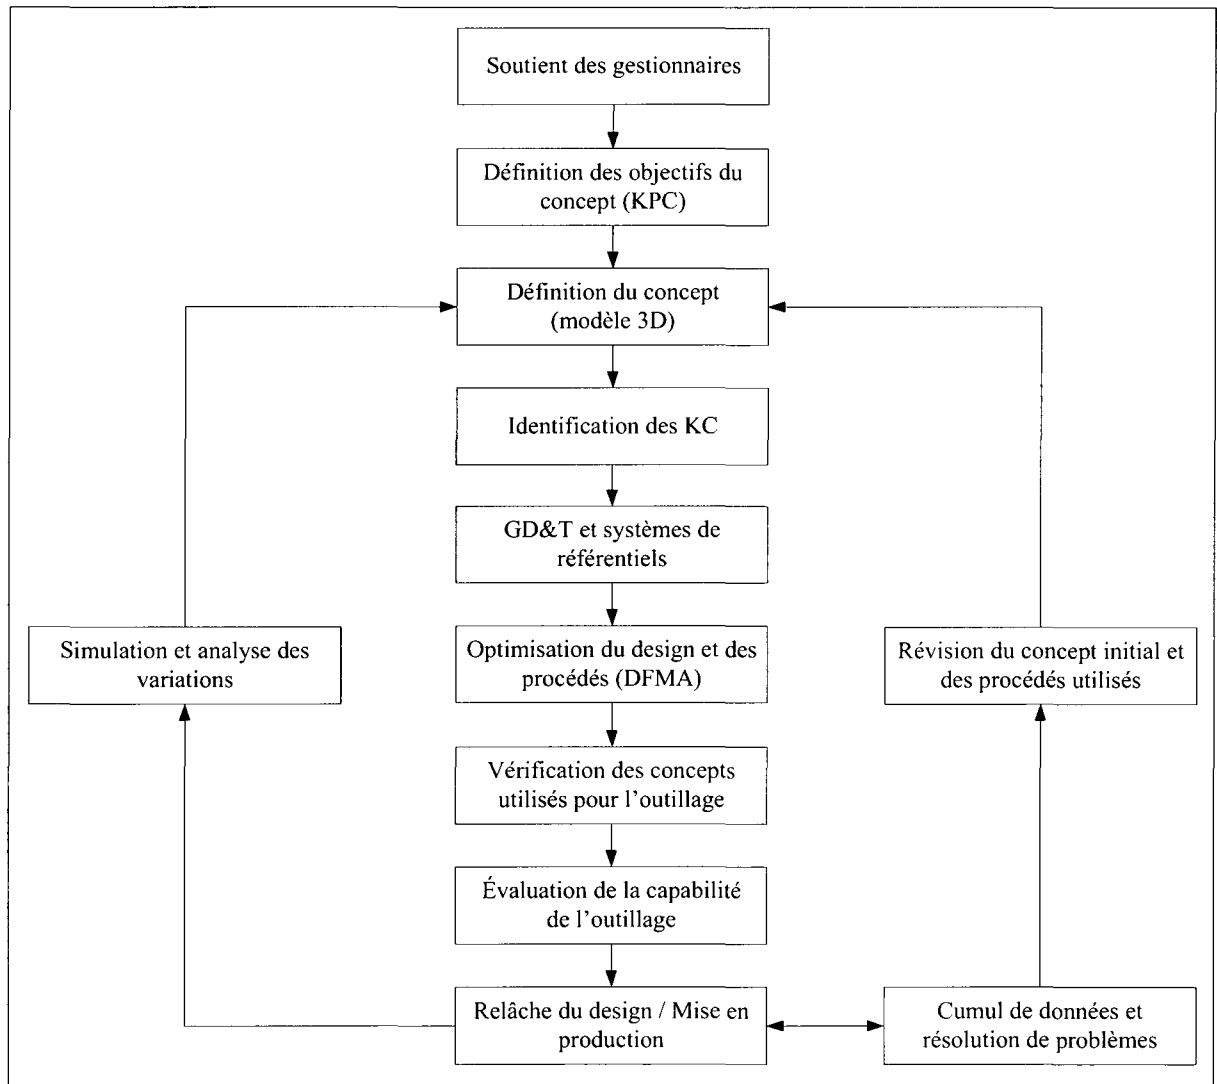 Soutient des gestionnaires
Définition des objectifs du
concept (KPC)
Définition du concept
(modèle 3D)
Identification des KC
GD&T et systèmes de
référentiels
Simulation et analyse des
variations
Optimisation du design et des
procédés (DFMA)
Révision du concept initial et
des procédés utilisés
Vérification des concepts
utilisés pour l'outillage
Évaluation de la capabilité
de l'outillage
Relâche du design / Mise en
production
Cumul de données et
résolution de problèmes